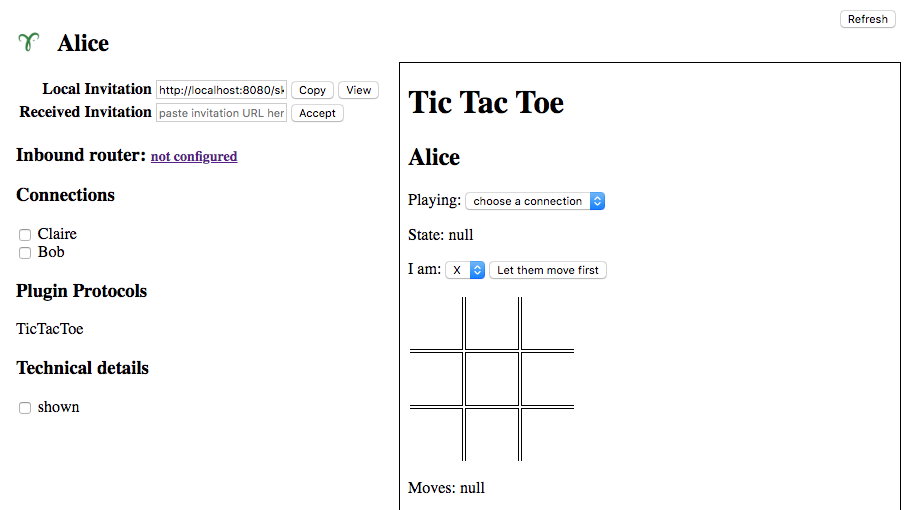 Refresh
Alice
Local Invitation http://localhost:8080/sl Copy View
Received Invitation paste invitation URL her Accept
Inbound router: not configured
Connections
Claire
Bob
Plugin Protocols
TicTacToe
Technical details
shown
Tic Tac Toe
Alice
Playing: choose a connection
State: null
I am: X Let them move first
Moves: null